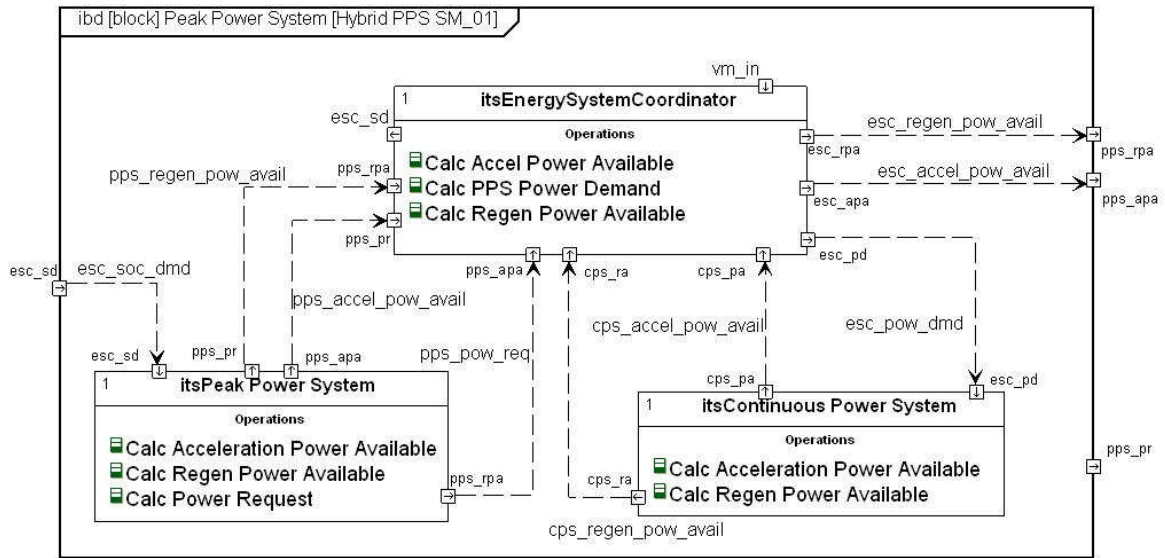 ibd [block] Peak Power System [Hybrid PPS SM_01]
vm_in
1
itsEnergySystemCoordinator
esc_sd
Operations
Calc Accel Power Available
Calc PPS Power Demand
Calc Regen Power Available
pps_rpa
pps_pr
esc_rpa
esc_apa
esc_pd
esc_regen_pow_avail
pps_rpa
esc_accel_pow_avail
pps_apa
pps_regen_pow_avail
pps_apa
cps_ra
cps_pa
esc_sd
esc_soc_dmd
pps_accel_pow_avail
pps_pow_req
cps_accel_pow_avail
esc_pow_dmd
esc_sd
pps_pr
pps_apa
1
itsPeak Power System
Operations
Calc Acceleration Power Available
Calc Regen Power Available
Calc Power Request
pps_rpa
cps_pa
esc_pd
1
itsContinuous Power System
Operations
Calc Acceleration Power Available
Calc Regen Power Available
cps_ra
cps_regen_pow_avail
pps_pr